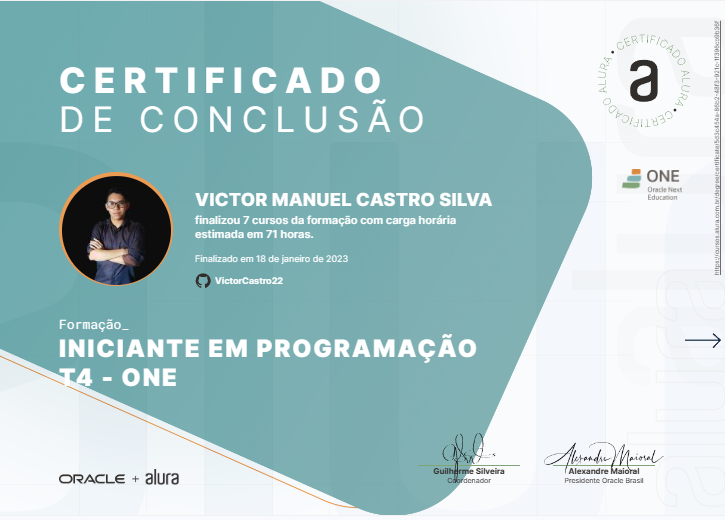 CERTIFICADO
DE CONCLUSÃO
CERTIFICADO ALURA • CERTIFICADO ALURA •
a
ONE
Oracle Next
Education
VICTOR MANUEL CASTRO SILVA
finalizou 7 cursos da formação com carga horária
estimada em 71 horas.
Finalizado em 18 de janeiro de 2023
VictorCastro22
Formação_
INICIANTE EM PROGRAMAÇÃO
T4 - ONE
ORACLE + alura
Guilherme Silveira
Coordenador
Alexandre Maioral
Presidente Oracle Brasil